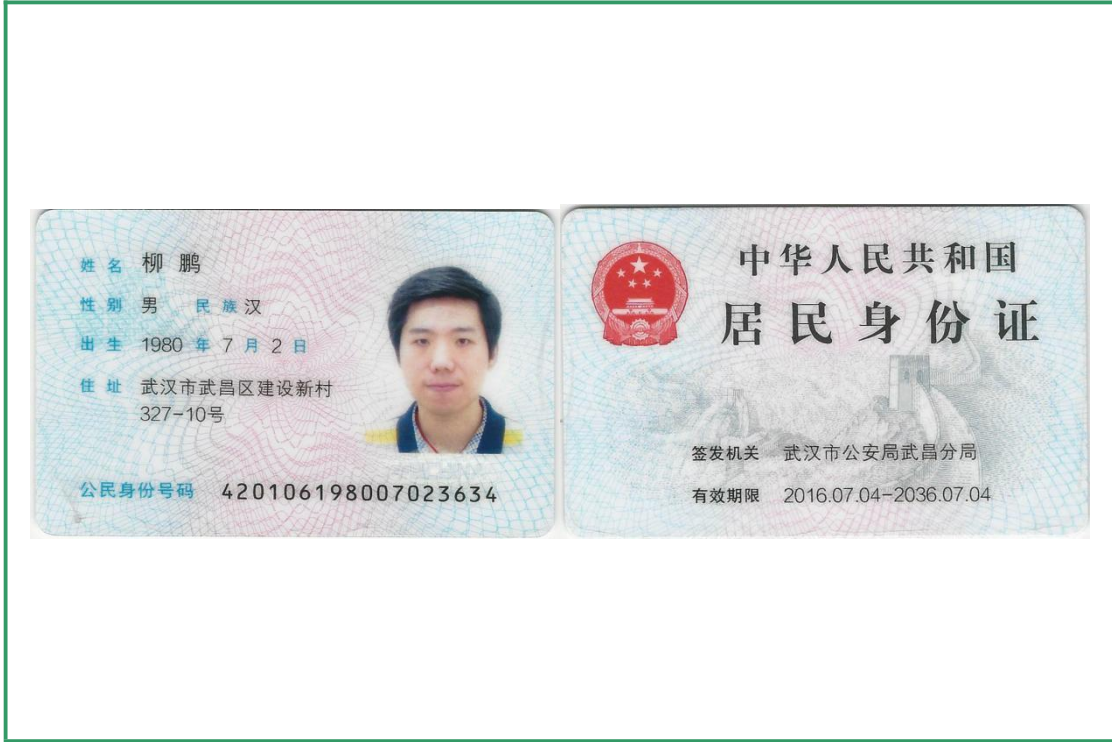 姓名 柳鹏
性别 男 民族 汉
出生 1980 年 7 月 2 日
住址 武汉市武昌区建设新村
327-10号
公民身份号码 420106198007023634
中华人民共和国
居民身份证
签发机关 武汉市公安局武昌分局
有效期限 2016.07.04-2036.07.04